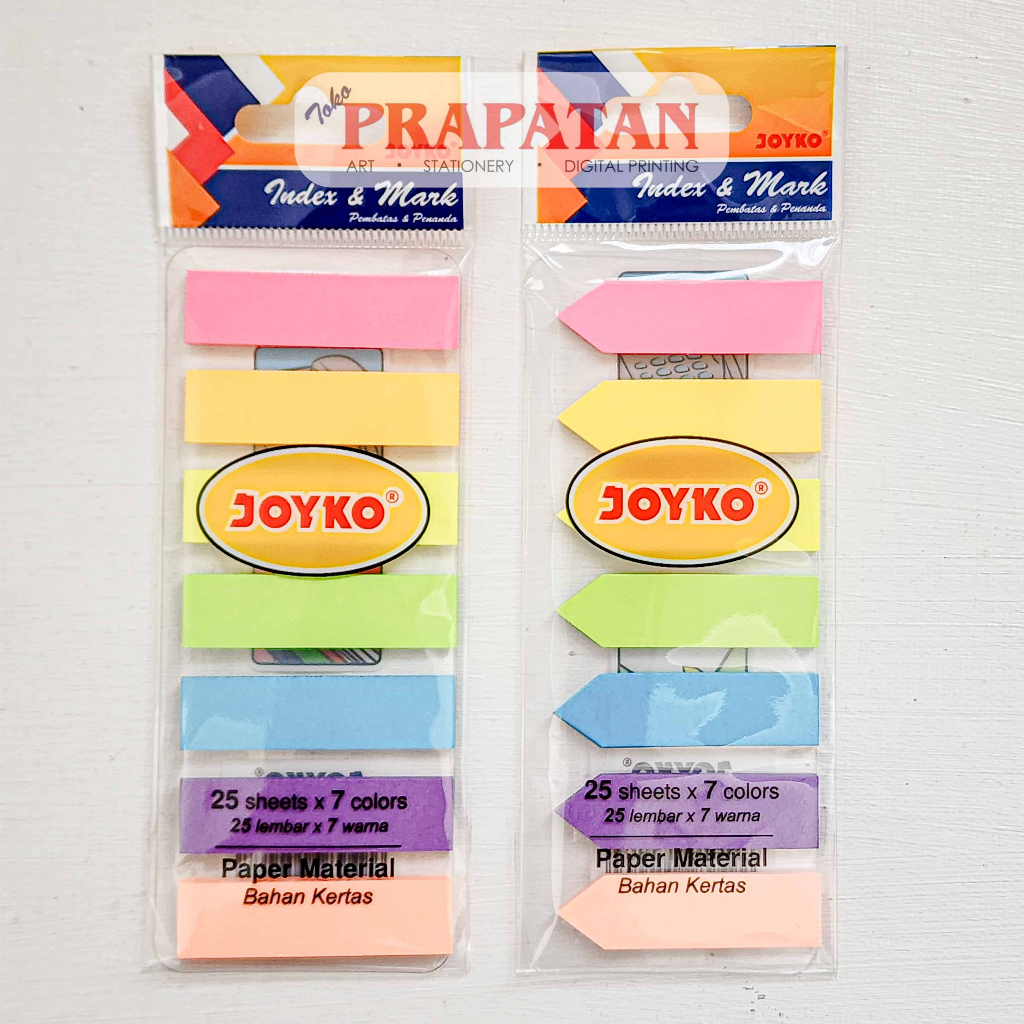 Toko
PRAPATAN
ART • STATIONERY • DIGITAL PRINTING
JOYKO
Index & Mark
Pembatas & Penanda
JOYKO®
25 sheets x 7 colors
25 lembar x 7 warna
Paper Material
Bahan Kertas
JOYKO®
Index & Mark
Pembatas & Penanda
JOYKO®
25 sheets x 7 colors
25 lembar x 7 warna
Paper Material
Bahan Kertas